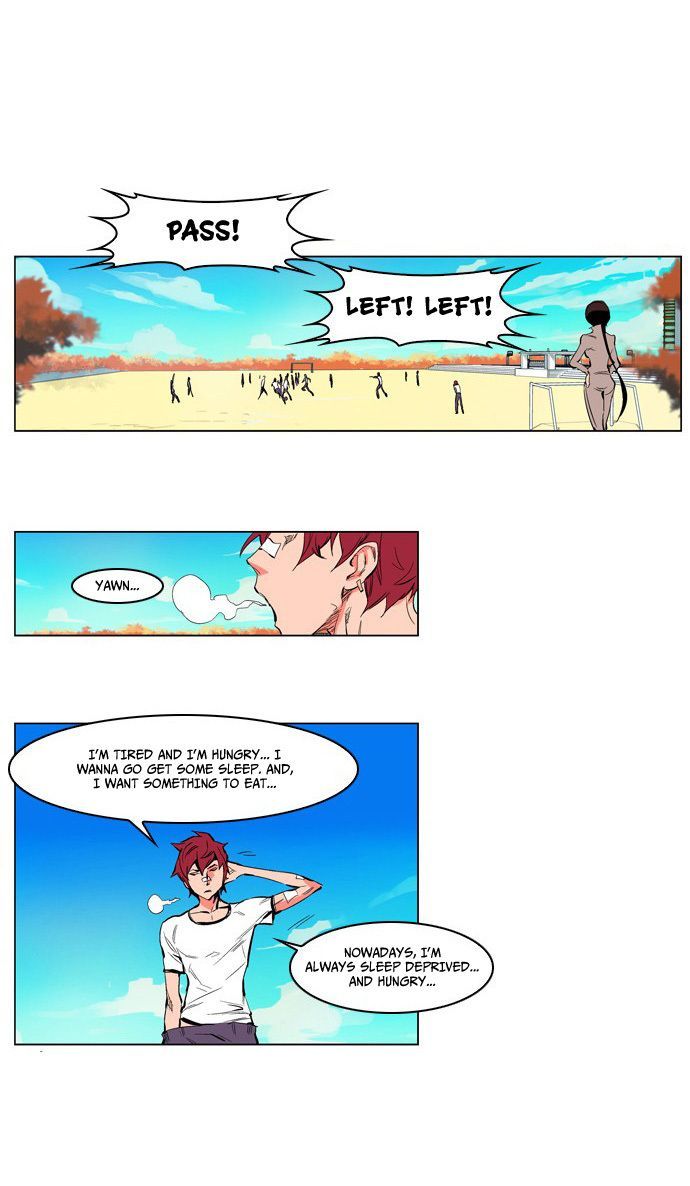 PASS!
LEFT! LEFT!
YAWN...
I'M TIRED AND I'M HUNGRY... I
WANNA GO GET SOME SLEEP. AND,
I WANT SOMETHING TO EAT...
NOWADAYS, I'M
ALWAYS SLEEP DEPRIVED...
AND HUNGRY...